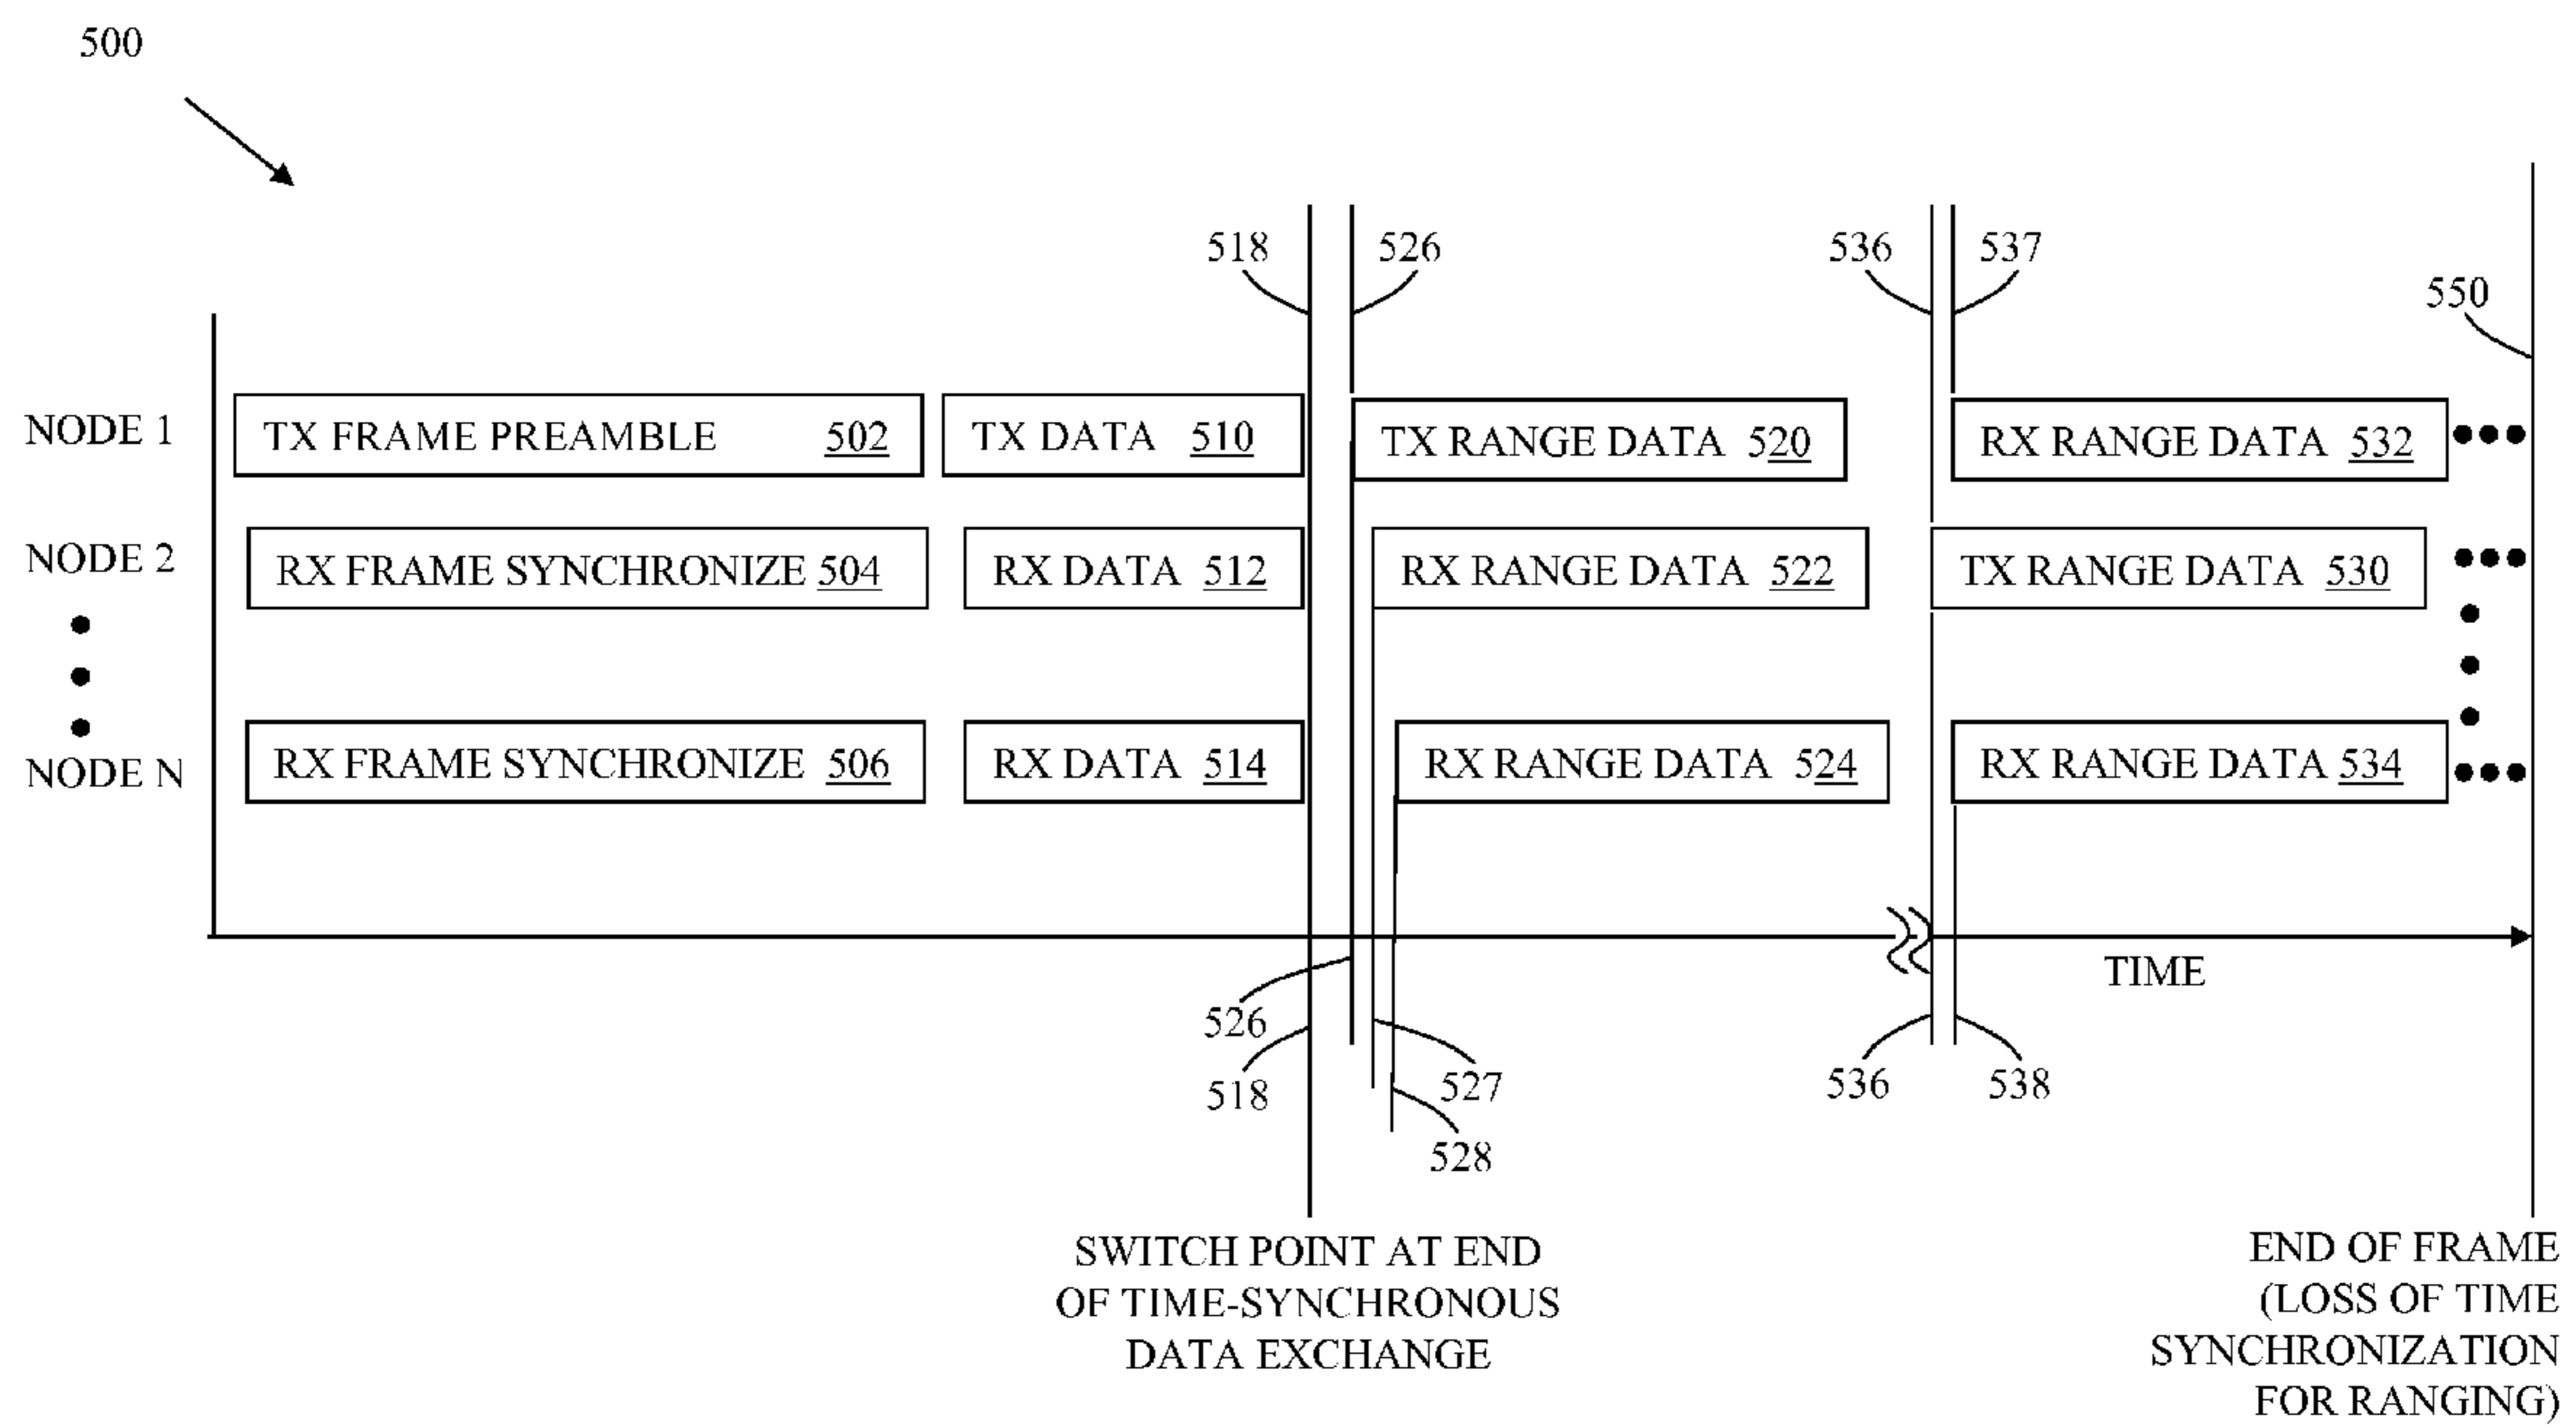 500
518
526
536
537
550
NODE 1
TX FRAME PREAMBLE 502
TX DATA 510
TX RANGE DATA 520
RX RANGE DATA 532
NODE 2
RX FRAME SYNCHRONIZE 504
RX DATA 512
RX RANGE DATA 522
TX RANGE DATA 530
NODE N
RX FRAME SYNCHRONIZE 506
RX DATA 514
RX RANGE DATA 524
RX RANGE DATA 534
TIME
526
518
527
528
536
538
SWITCH POINT AT END
OF TIME-SYNCHRONOUS
DATA EXCHANGE
END OF FRAME
(LOSS OF TIME
SYNCHRONIZATION
FOR RANGING)